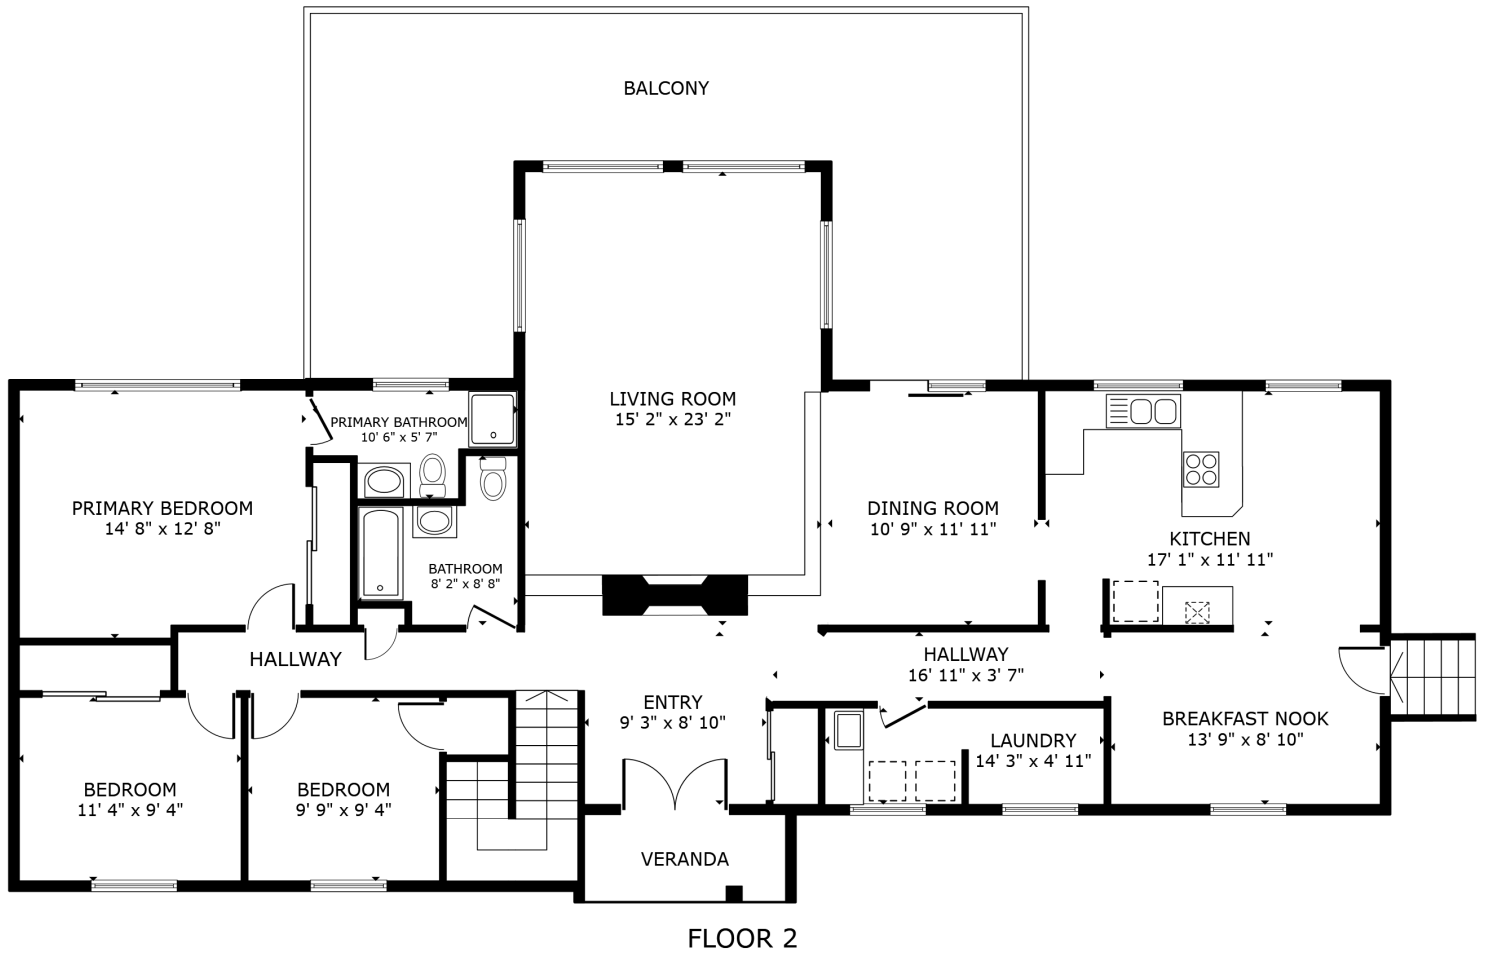 BALCONY
LIVING ROOM
15' 2" x 23' 2"
PRIMARY BATHROOM
10' 6" x 5' 7"
PRIMARY BEDROOM
14' 8" x 12' 8"
DINING ROOM
10' 9" x 11' 11"
KITCHEN
17' 1" x 11' 11"
BATHROOM
8' 2" x 8' 8"
HALLWAY
HALLWAY
16' 11" x 3' 7"
ENTRY
9' 3" x 8' 10"
BREAKFAST NOOK
13' 9" x 8' 10"
LAUNDRY
14' 3" x 4' 11"
BEDROOM
11' 4" x 9' 4"
BEDROOM
9' 9" x 9' 4"
VERANDA
FLOOR 2